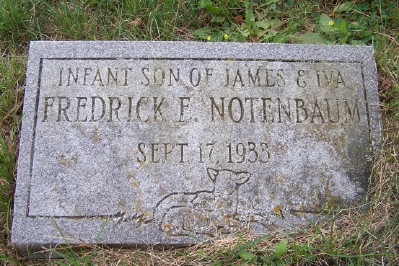 INFANT SON OF JAMES & IVA
FREDRICK E. NOTENBAUM
SEPT. 17, 1933